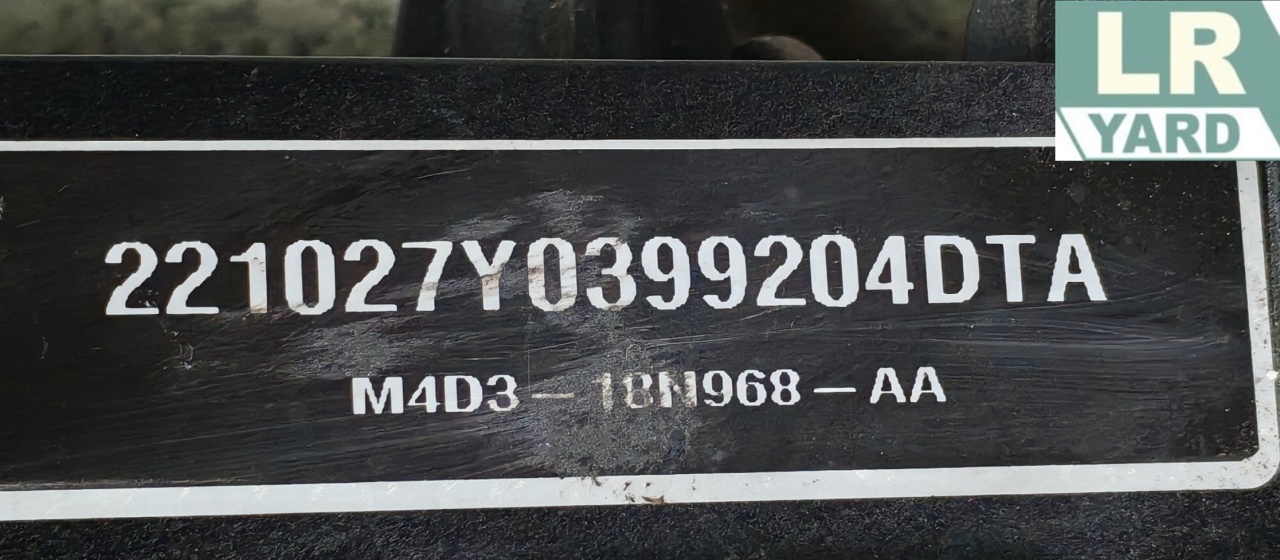 LR
YARD
221027Y0399204DTA
M4D3 - 18N968 - AA